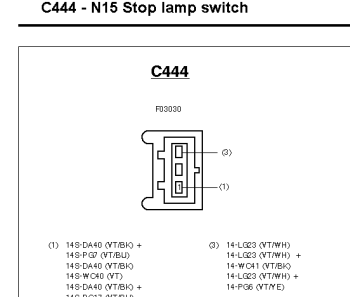 C444 - N15 Stop lamp switch
C444
F03030
(3)
1
(1)
(1) 14S-DA40 (VT/BK) +
14S-PG7 (VT/BU)
14S-DA40 (VT/BK)
14S-WC40 (VT)
14S-DA40 (VT/BK) +
(3) 14-LG23 (VT/WH)
14-LG23 (VT/WH) +
14-WC41 (VT/BK)
14-LG23 (VT/WH) +
14-PG6 (VT/YE)